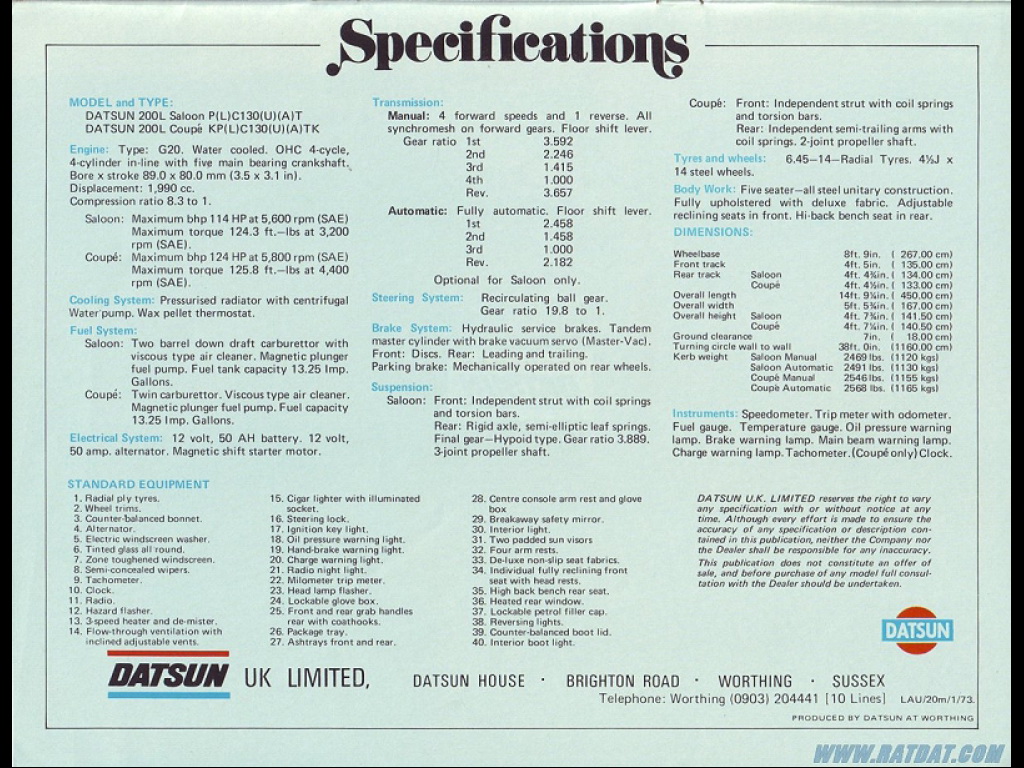 Specifications
MODEL and TYPE:
DATSUN 200L Saloon P(L)C130(U)(A)T
DATSUN 200L Coupé KP(L)C130(U)(A)TK
Engine: Type: G20. Water cooled. OHC 4-cycle,
4-cylinder in-line with five main bearing crankshaft.
Bore x stroke 89.0 x 80.0 mm (3.5 x 3.1 in).
Displacement: 1,990 cc.
Compression ratio 8.3 to 1.
Saloon: Maximum bhp 114 HP at 5,600 rpm (SAE)
Maximum torque 124.3 ft.—lbs at 3,200
rpm (SAE).
Coupé: Maximum bhp 124 HP at 5,800 rpm (SAE)
Maximum torque 125.8 ft.—lbs at 4,400
rpm (SAE).
Cooling System: Pressurised radiator with centrifugal
Water pump. Wax pellet thermostat.
Fuel System:
Saloon: Two barrel down draft carburettor with
viscous type air cleaner. Magnetic plunger
fuel pump. Fuel tank capacity 13.25 Imp.
Gallons.
Coupé: Twin carburettor. Viscous type air cleaner.
Magnetic plunger fuel pump. Fuel capacity
13.25 Imp. Gallons.
Electrical System: 12 volt, 50 AH battery. 12 volt,
50 amp. alternator. Magnetic shift starter motor.
Transmission:
Manual: 4 forward speeds and 1 reverse. All
synchromesh on forward gears. Floor shift lever.
Gear ratio 1st 3.592
2nd 2.246
3rd 1.415
4th 1.000
Rev. 3.657
Automatic: Fully automatic. Floor shift lever.
1st 2.458
2nd 1.458
3rd 1.000
Rev. 2.182
Optional for Saloon only.
Steering System: Recirculating ball gear.
Gear ratio 19.8 to 1.
Brake System: Hydraulic service brakes. Tandem
master cylinder with brake vacuum servo (Master-Vac).
Front: Discs. Rear: Leading and trailing.
Parking brake: Mechanically operated on rear wheels.
Suspension:
Saloon: Front: Independent strut with coil springs
and torsion bars.
Rear: Rigid axle, semi-elliptic leaf springs.
Final gear—Hypoid type. Gear ratio 3.889.
3-joint propeller shaft.
Coupé: Front: Independent strut with coil springs
and torsion bars.
Rear: Independent semi-trailing arms with
coil springs. 2-joint propeller shaft.
Tyres and wheels: 6.45—14—Radial Tyres. 4½J x
14 steel wheels.
Body Work: Five seater—all steel unitary construction.
Fully upholstered with deluxe fabric. Adjustable
reclining seats in front. Hi-back bench seat in rear.
DIMENSIONS:
Wheelbase 8ft. 9in. ( 267.00 cm)
Front track 4ft. 5in. ( 135.00 cm)
Rear track Saloon 4ft. ( 134.00 cm)
Coupé 4ft. ( 133.00 cm)
Overall length 14ft. ( 450.00 cm)
Overall width 5ft. ( 167.00 cm)
Overall height Saloon 4ft. ( 141.50 cm)
Coupé 4ft. ( 140.50 cm)
Ground clearance 7in. ( 18.00 cm)
Turning circle wall to wall 38ft. 0in. (1160.00 cm)
Kerb weight Saloon Manual 2469 lbs. (1120 kgs)
Saloon Automatic 2491 lbs. (1130 kgs)
Coupé Manual 2546 lbs. (1155 kgs)
Coupé Automatic 2568 lbs. (1165 kgs)
Instruments: Speedometer. Trip meter with odometer.
Fuel gauge. Temperature gauge. Oil pressure warning
lamp. Brake warning lamp. Main beam warning lamp.
Charge warning lamp. Tachometer. (Coupé only) Clock.
STANDARD EQUIPMENT
1. Radial ply tyres.
2. Wheel trims.
3. Counter-balanced bonnet.
4. Alternator.
5. Electric windscreen washer.
6. Tinted glass all round.
7. Zone toughened windscreen.
8. Semi-concealed wipers.
9. Tachometer.
10. Clock.
11. Radio.
12. Hazard flasher.
13. 3-speed heater and de-mister.
14. Flow-through ventilation with
inclined adjustable vents.
15. Cigar lighter with illuminated
socket.
16. Steering lock.
17. Ignition key light.
18. Oil pressure warning light.
19. Hand-brake warning light.
20. Charge warning light.
21. Radio night light.
22. Milometer trip meter.
23. Head lamp flasher.
24. Lockable glove box.
25. Front and rear grab handles
rear with coathooks.
26. Package tray.
27. Ashtrays front and rear.
28. Centre console arm rest and glove
box
29. Breakaway safety mirror.
30. Interior light.
31. Two padded sun visors
32. Four arm rests.
33. De-luxe non-slip seat fabrics.
34. Individual fully reclining front
seat with head rests.
35. High back bench rear seat.
36. Heated rear window.
37. Lockable petrol filler cap.
38. Reversing lights.
39. Counter-balanced boot lid.
40. Interior boot light.
DATSUN U.K. LIMITED reserves the right to vary
any specification with or without notice at any
time. Although every effort is made to ensure the
accuracy of any specification or description con-
tained in this publication, neither the Company nor
the Dealer shall be responsible for any inaccuracy.
This publication does not constitute an offer of
sale, and before purchase of any model full consul-
tation with the Dealer should be undertaken.
DATSUN
DATSUN UK LIMITED, DATSUN HOUSE · BRIGHTON ROAD · WORTHING · SUSSEX
Telephone: Worthing (0903) 204441 [10 Lines] LAU/20m/1/73.
PRODUCED BY DATSUN AT WORTHING
WWW.RATDAT.COM